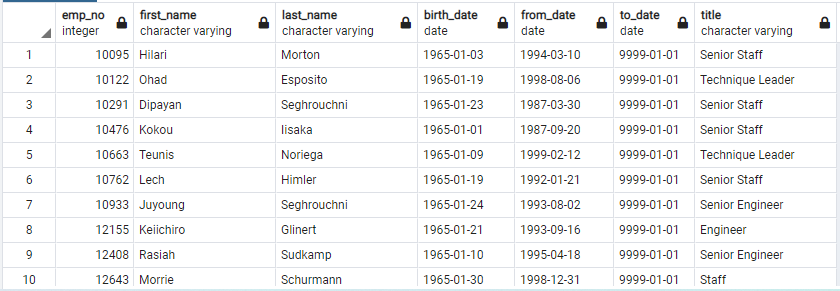 emp_no first_name last_name birth_date from_date to_date title
integer character varying character varying date date date character varying
1 10095 Hilari Morton 1965-01-03 1994-03-10 9999-01-01 Senior Staff
2 10122 Ohad Esposito 1965-01-19 1998-08-06 9999-01-01 Technique Leader
3 10291 Dipayan Seghrouchni 1965-01-23 1987-03-30 9999-01-01 Senior Staff
4 10476 Kokou Iisaka 1965-01-01 1987-09-20 9999-01-01 Senior Staff
5 10663 Teunis Noriega 1965-01-09 1999-02-12 9999-01-01 Technique Leader
6 10762 Lech Himler 1965-01-19 1992-01-21 9999-01-01 Senior Staff
7 10933 Juyoung Seghrouchni 1965-01-24 1993-08-02 9999-01-01 Senior Engineer
8 12155 Keiichiro Glinert 1965-01-21 1993-09-16 9999-01-01 Engineer
9 12408 Rasiah Sudkamp 1965-01-10 1995-04-18 9999-01-01 Senior Engineer
10 12643 Morrie Schurmann 1965-01-30 1998-12-31 9999-01-01 Staff